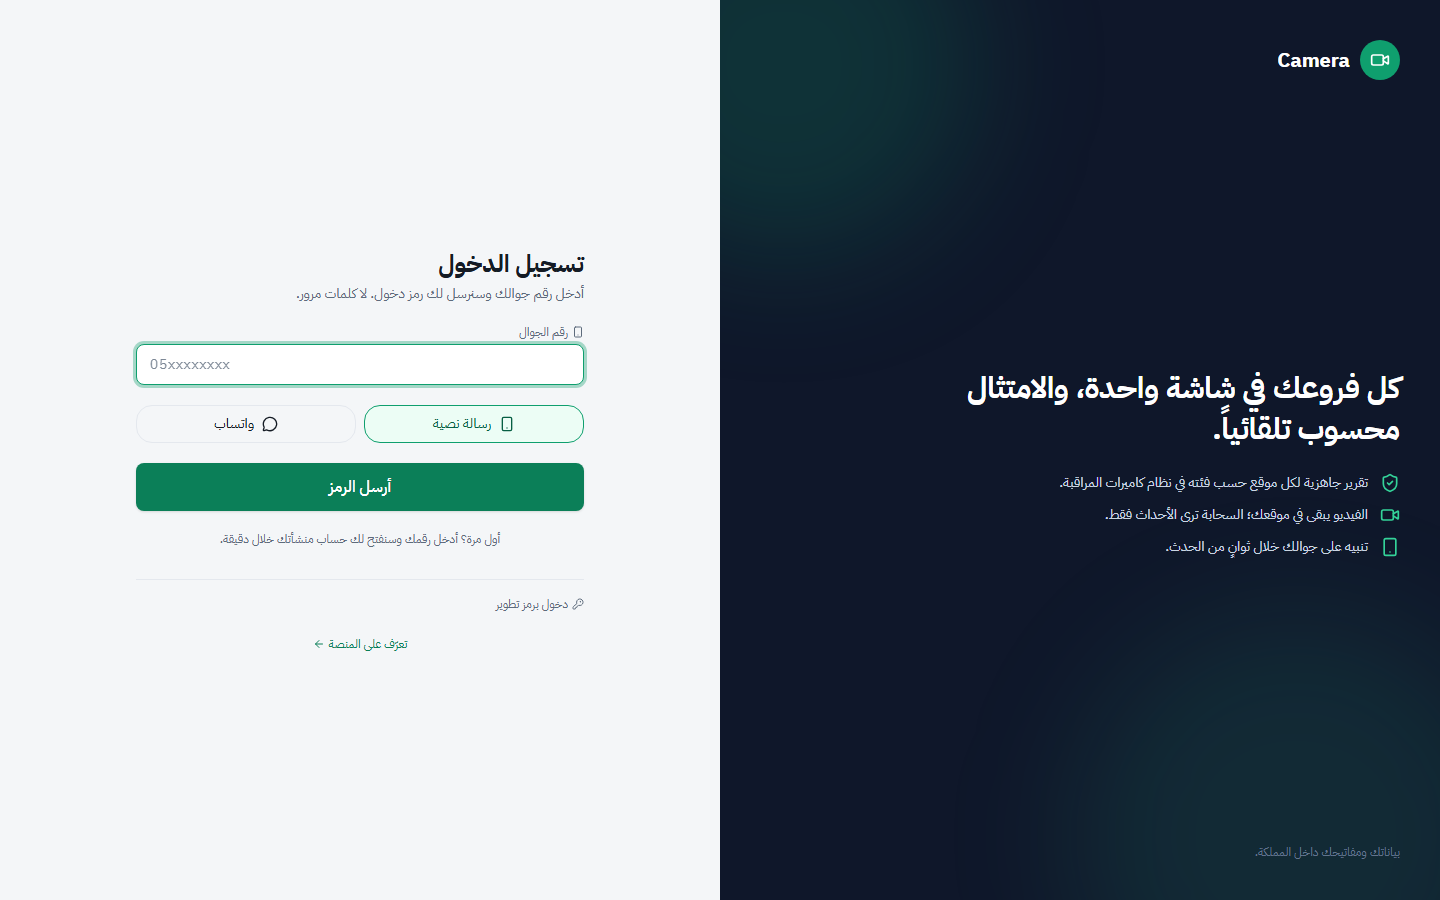 Camera
كل فروعك في شاشة واحدة، والامتثال
محسوب تلقائياً.
تقرير جاهزية لكل موقع حسب فئته في نظام كاميرات المراقبة.
الفيديو يبقى في موقعك؛ السحابة ترى الأحداث فقط.
تنبيه على جوالك خلال ثوانٍ من الحدث.
بياناتك ومفاتيحك داخل المملكة.
تسجيل الدخول
أدخل رقم جوالك وسنرسل لك رمز دخول. لا كلمات مرور.
رقم الجوال
05xxxxxxxx
رسالة نصية
واتساب
أرسل الرمز
أول مرة؟ أدخل رقمك وسنفتح لك حساب منشأتك خلال دقيقة.
دخول برمز تطوير
تعرّف على المنصة ←